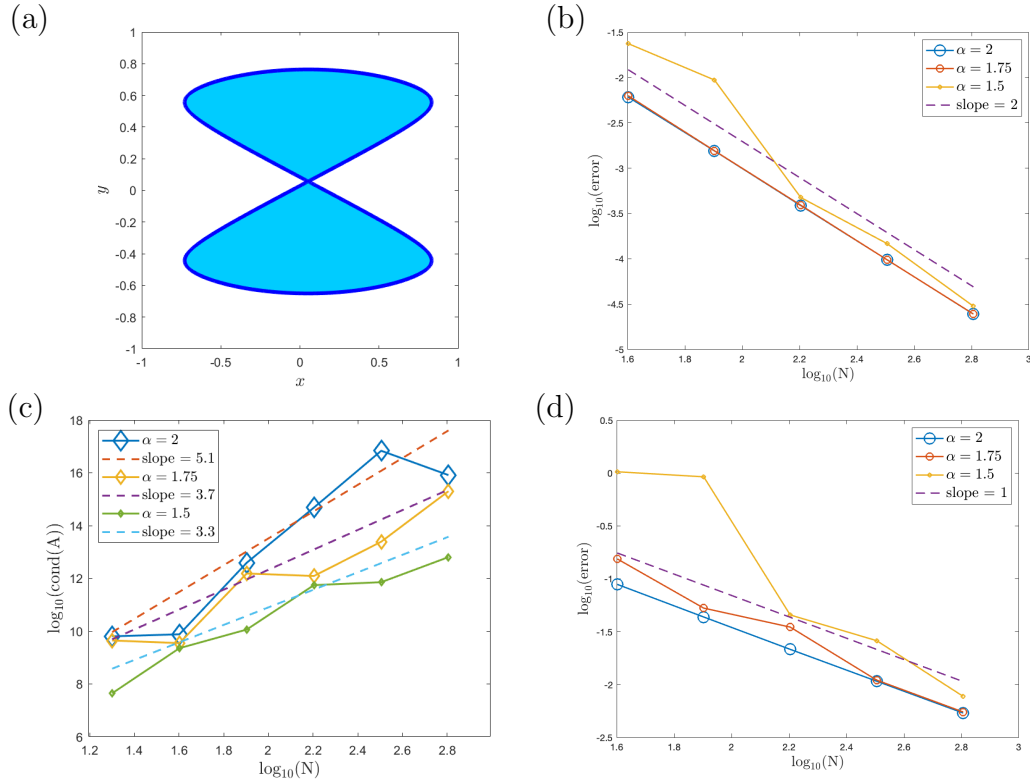 (a)
1
0.8
0.6
0.4
0.2
0
-0.2
-0.4
-0.6
-0.8
-1
-1
-0.5
0
0.5
1
x
y
(b)
-1.5
-2
-2.5
-3
-3.5
-4
-4.5
-5
1.6
1.8
2
2.2
2.4
2.6
2.8
3
log₁₀(N)
log₁₀(error)
α = 2
α = 1.75
α = 1.5
slope = 2
(c)
18
16
14
12
10
8
6
1.2
1.4
1.6
1.8
2
2.2
2.4
2.6
2.8
log₁₀(N)
log₁₀(cond(A))
α = 2
slope = 5.1
α = 1.75
slope = 3.7
α = 1.5
slope = 3.3
(d)
0.5
0
-0.5
-1
-1.5
-2
-2.5
1.6
1.8
2
2.2
2.4
2.6
2.8
3
log₁₀(N)
log₁₀(error)
α = 2
α = 1.75
α = 1.5
slope = 1